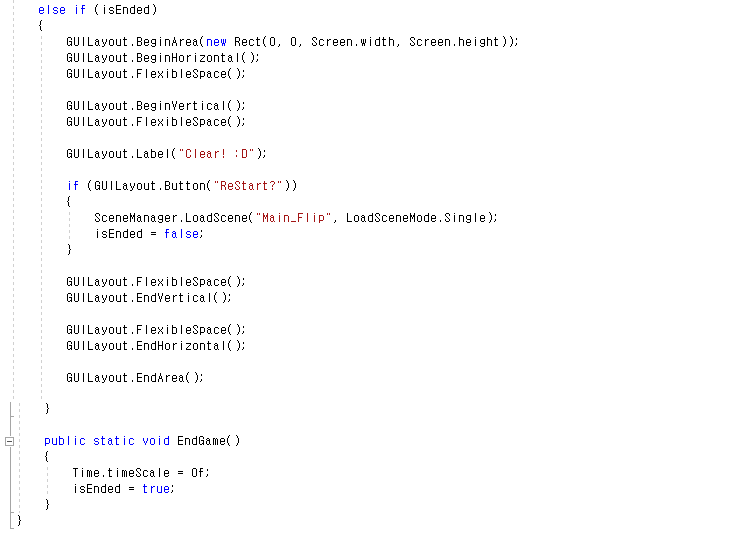 else if (isEnded)
{
GUILayout.BeginArea(new Rect(0, 0, Screen.width, Screen.height));
GUILayout.BeginHorizontal();
GUILayout.FlexibleSpace();
GUILayout.BeginVertical();
GUILayout.FlexibleSpace();
GUILayout.Label("Clear! :D");
if (GUILayout.Button("ReStart?"))
{
SceneManager.LoadScene("Main_Flip", LoadSceneMode.Single);
isEnded = false;
}
GUILayout.FlexibleSpace();
GUILayout.EndVertical();
GUILayout.FlexibleSpace();
GUILayout.EndHorizontal();
GUILayout.EndArea();
}
public static void EndGame()
{
Time.timeScale = 0f;
isEnded = true;
}
}